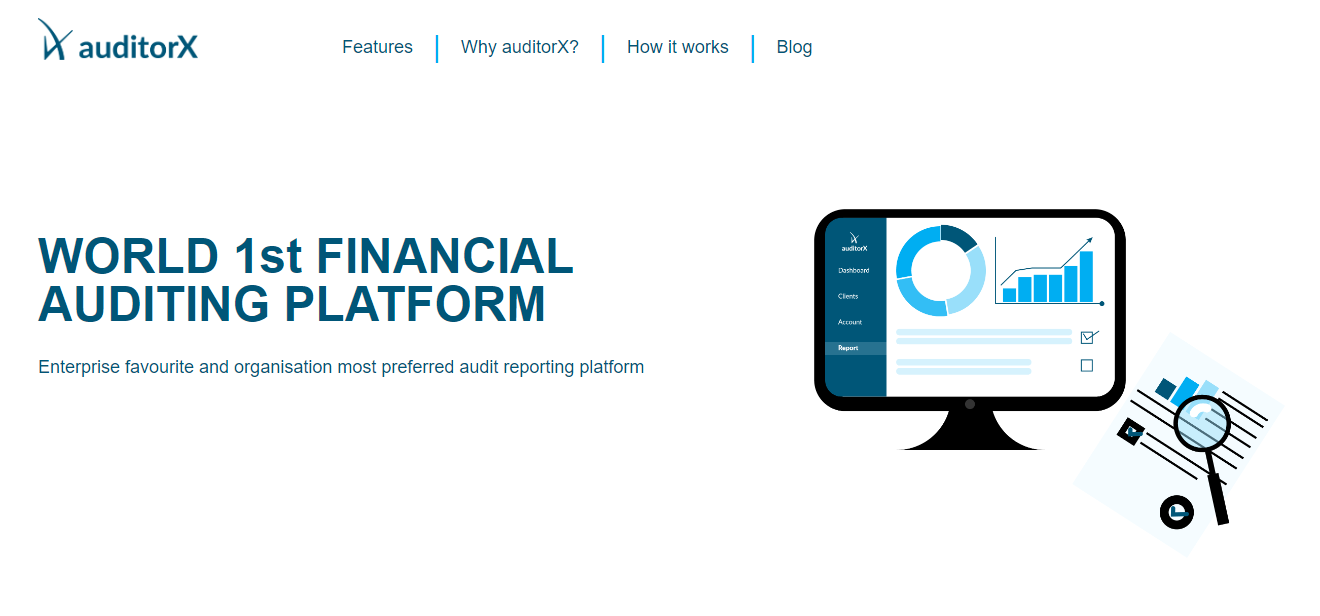 auditorX
Features
Why auditorX?
How it works
Blog
WORLD 1st FINANCIAL
AUDITING PLATFORM
Enterprise favourite and organisation most preferred audit reporting platform
auditorX
Dashboard
Clients
Account
Report